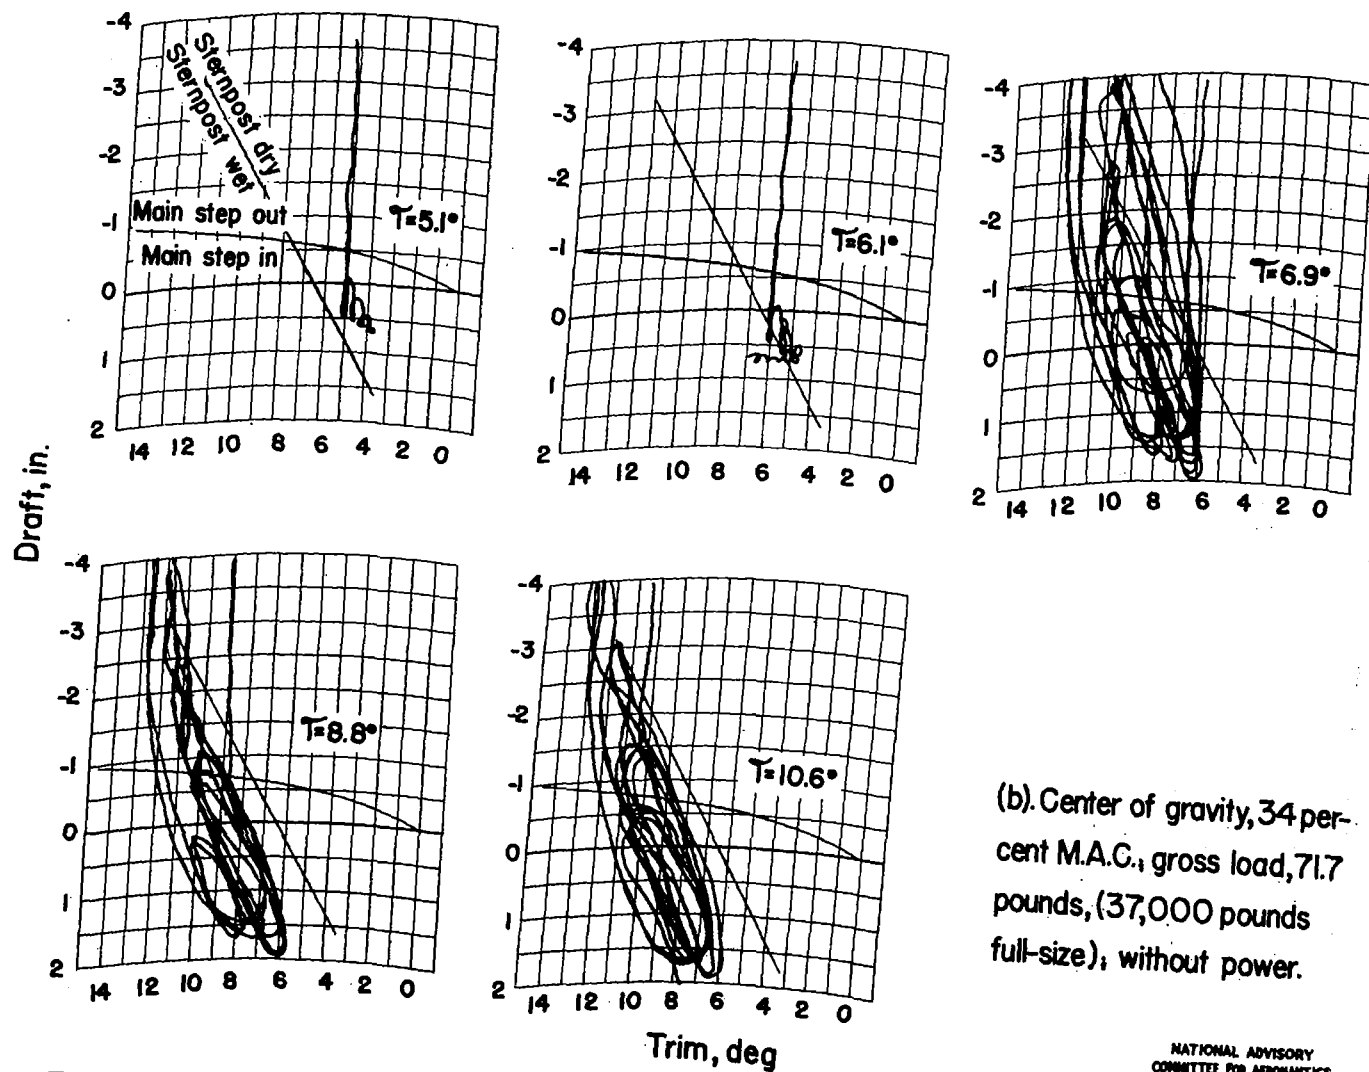 -4
-3
-2
-1
0
1
2
Sternpost dry
Sternpost wet
Main step out
Main step in
τ=5.1°
14 12 10 8 6 4 2 0
-4
-3
-2
-1
0
1
2
τ=6.1°
14 12 10 8 6 4 2 0
-4
-3
-2
-1
0
1
2
τ=6.9°
14 12 10 8 6 4 2 0
Draft, in.
-4
-3
-2
-1
0
1
2
τ=8.8°
14 12 10 8 6 4 2 0
-4
-3
-2
-1
0
1
2
τ=10.6°
14 12 10 8 6 4 2 0
Trim, deg
(b). Center of gravity, 34 per-
cent M.A.C.; gross load, 71.7
pounds, (37,000 pounds
full-size); without power.
NATIONAL ADVISORY
COMMITTEE FOR AERONAUTICS